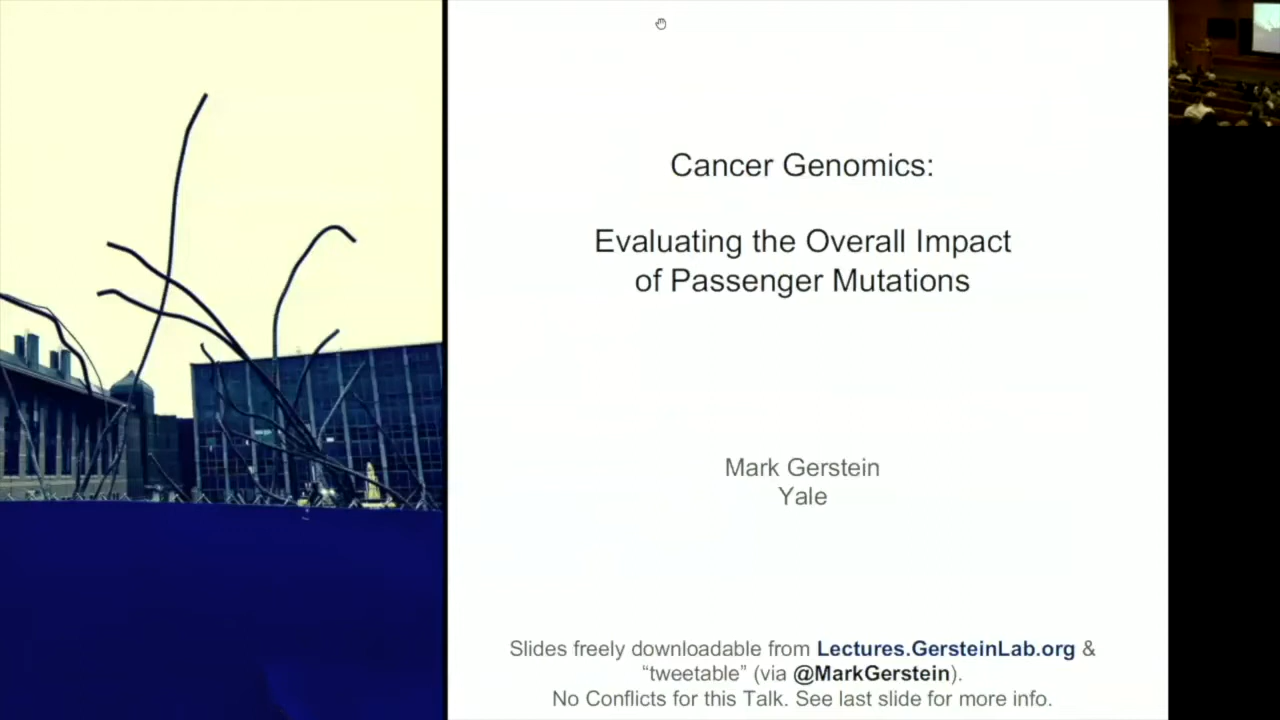 Cancer Genomics:
Evaluating the Overall Impact
of Passenger Mutations
Mark Gerstein
Yale
Slides freely downloadable from Lectures.GersteinLab.org &
“tweetable” (via @MarkGerstein).
No Conflicts for this Talk. See last slide for more info.